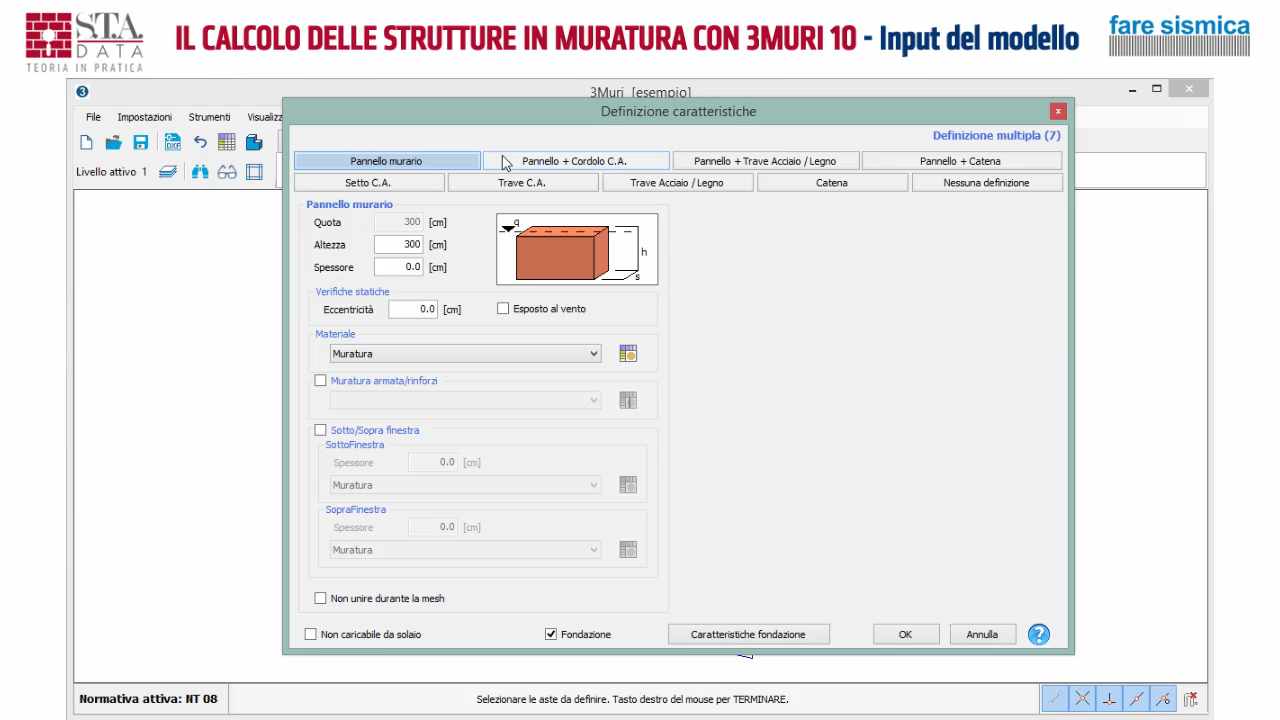 S.T.A.
DATA
TEORIA IN PRATICA
IL CALCOLO DELLE STRUTTURE IN MURATURA CON 3MURI 10 - Input del modello
fare sismica
3
3Muri [esempio]
Definizione caratteristiche
x
File
Impostazioni
Strumenti
Visualizz
Definizione multipla (7)
DXF
Pannello murario
Pannello + Cordolo C.A.
Pannello + Trave Acciaio / Legno
Pannello + Catena
Livello attivo 1
Setto C.A.
Trave C.A.
Trave Acciaio / Legno
Catena
Nessuna definizione
Pannello murario
Quota 300 [cm]
Altezza 300 [cm]
Spessore 0.0 [cm]
q
h
s
Verifiche statiche
Eccentricità 0.0 [cm]
Esposto al vento
Materiale
Muratura
Muratura armata/rinforzi
Sotto/Sopra finestra
SottoFinestra
Spessore 0.0 [cm]
Muratura
SopraFinestra
Spessore 0.0 [cm]
Muratura
Non unire durante la mesh
Non caricabile da solaio
Fondazione
Caratteristiche fondazione
OK
Annulla
?
Normativa attiva: NT 08
Selezionare le aste da definire. Tasto destro del mouse per TERMINARE.